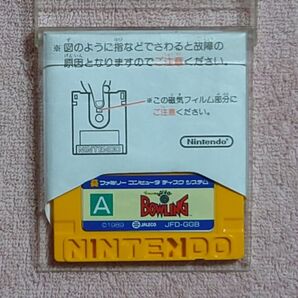 ※図のように指などでさわると故障の
原因となりますのでご注意ください。
※この磁気フィルム部分に
ご注意ください。
NINTENDO
Nintendo
ファミリー コンピュータ ディスク システム
A
BOWLING
©1989
JALECO
JFD-GGB
NINTENDO